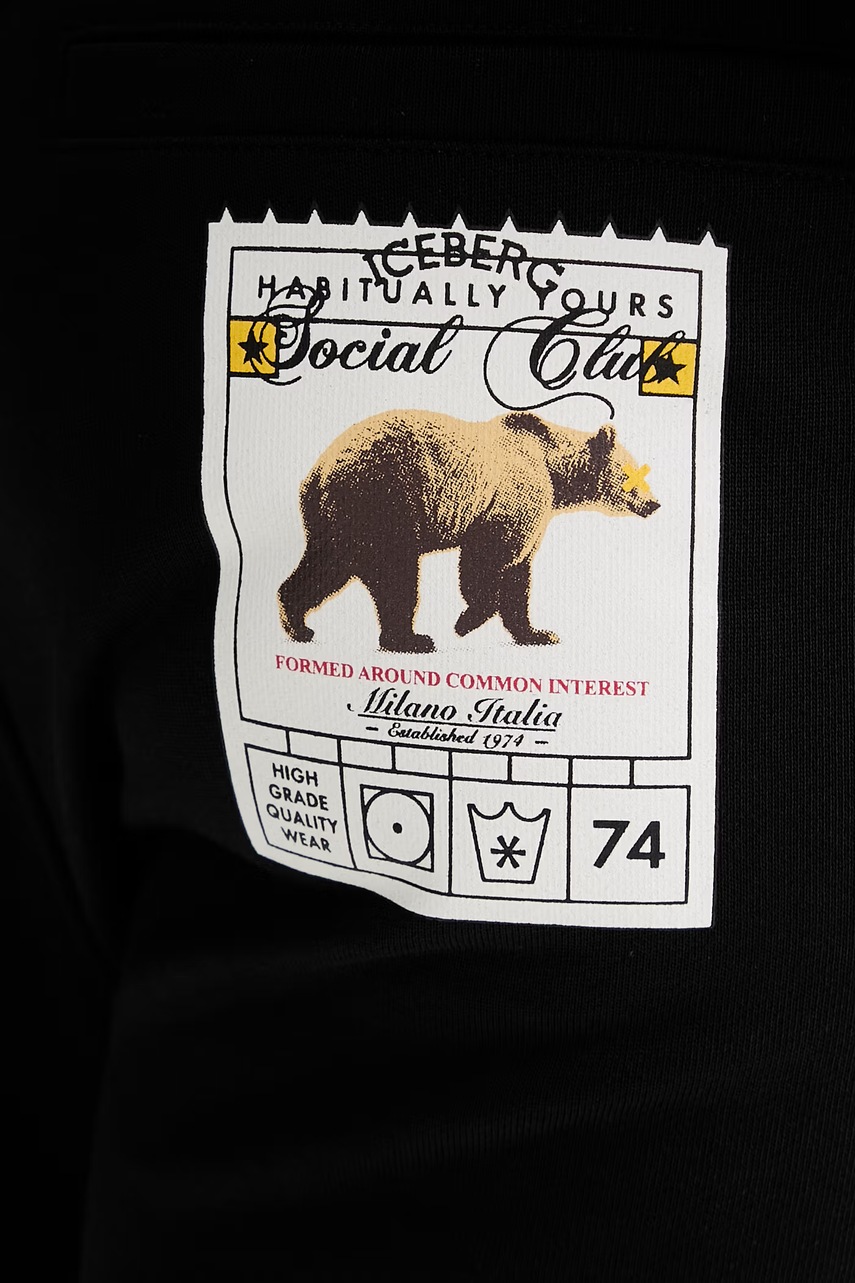 ICEBERG
HABITUALLY YOURS
Social Club
FORMED AROUND COMMON INTEREST
Milano Italia
- Established 1974 -
HIGH
GRADE
QUALITY
WEAR
74